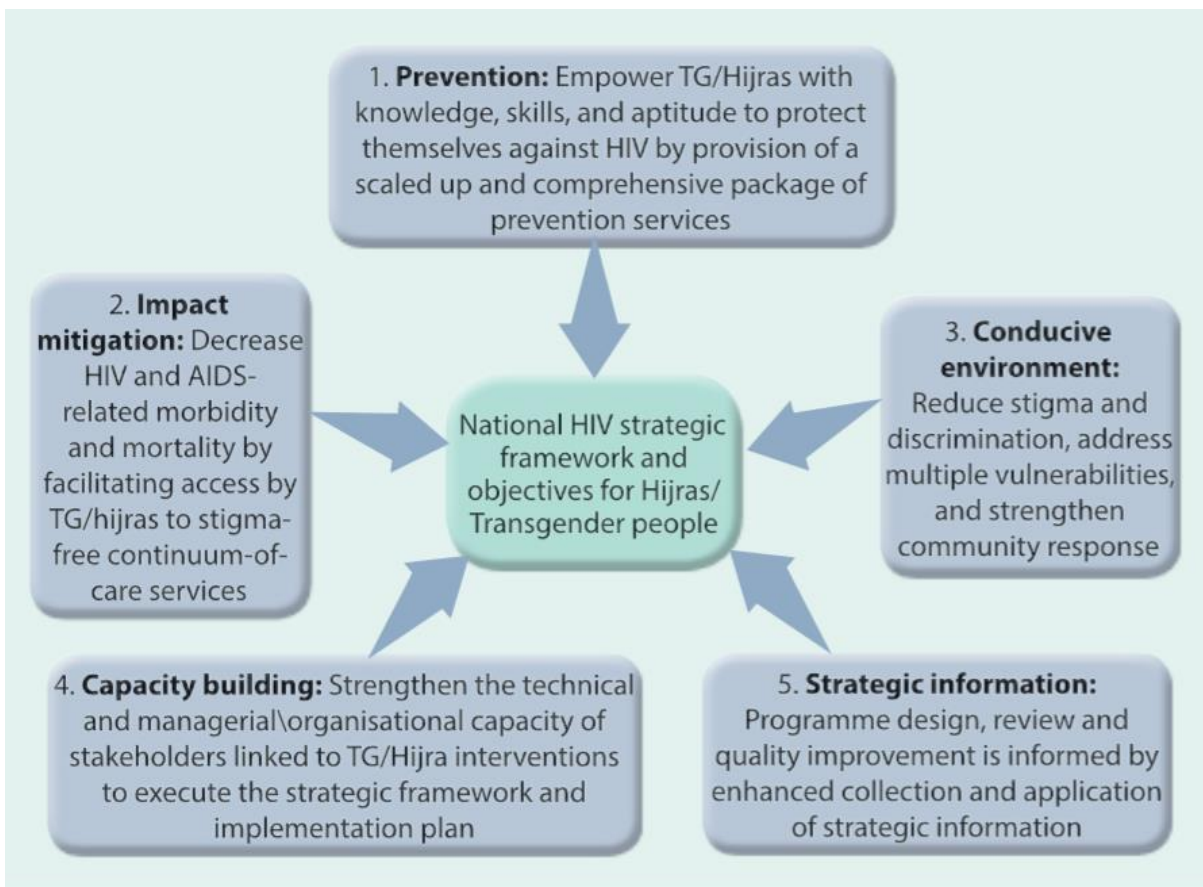 1. Prevention: Empower TG/Hijras with
knowledge, skills, and aptitude to protect
themselves against HIV by provision of a
scaled up and comprehensive package of
prevention services
2. Impact
mitigation: Decrease
HIV and AIDS-
related morbidity
and mortality by
facilitating access by
TG/hijras to stigma-
free continuum-of-
care services
3. Conducive
environment:
Reduce stigma and
discrimination, address
multiple vulnerabilities,
and strengthen
community response
National HIV strategic
framework and
objectives for Hijras/
Transgender people
4. Capacity building: Strengthen the technical
and managerial\organisational capacity of
stakeholders linked to TG/Hijra interventions
to execute the strategic framework and
implementation plan
5. Strategic information:
Programme design, review and
quality improvement is informed by
enhanced collection and application
of strategic information